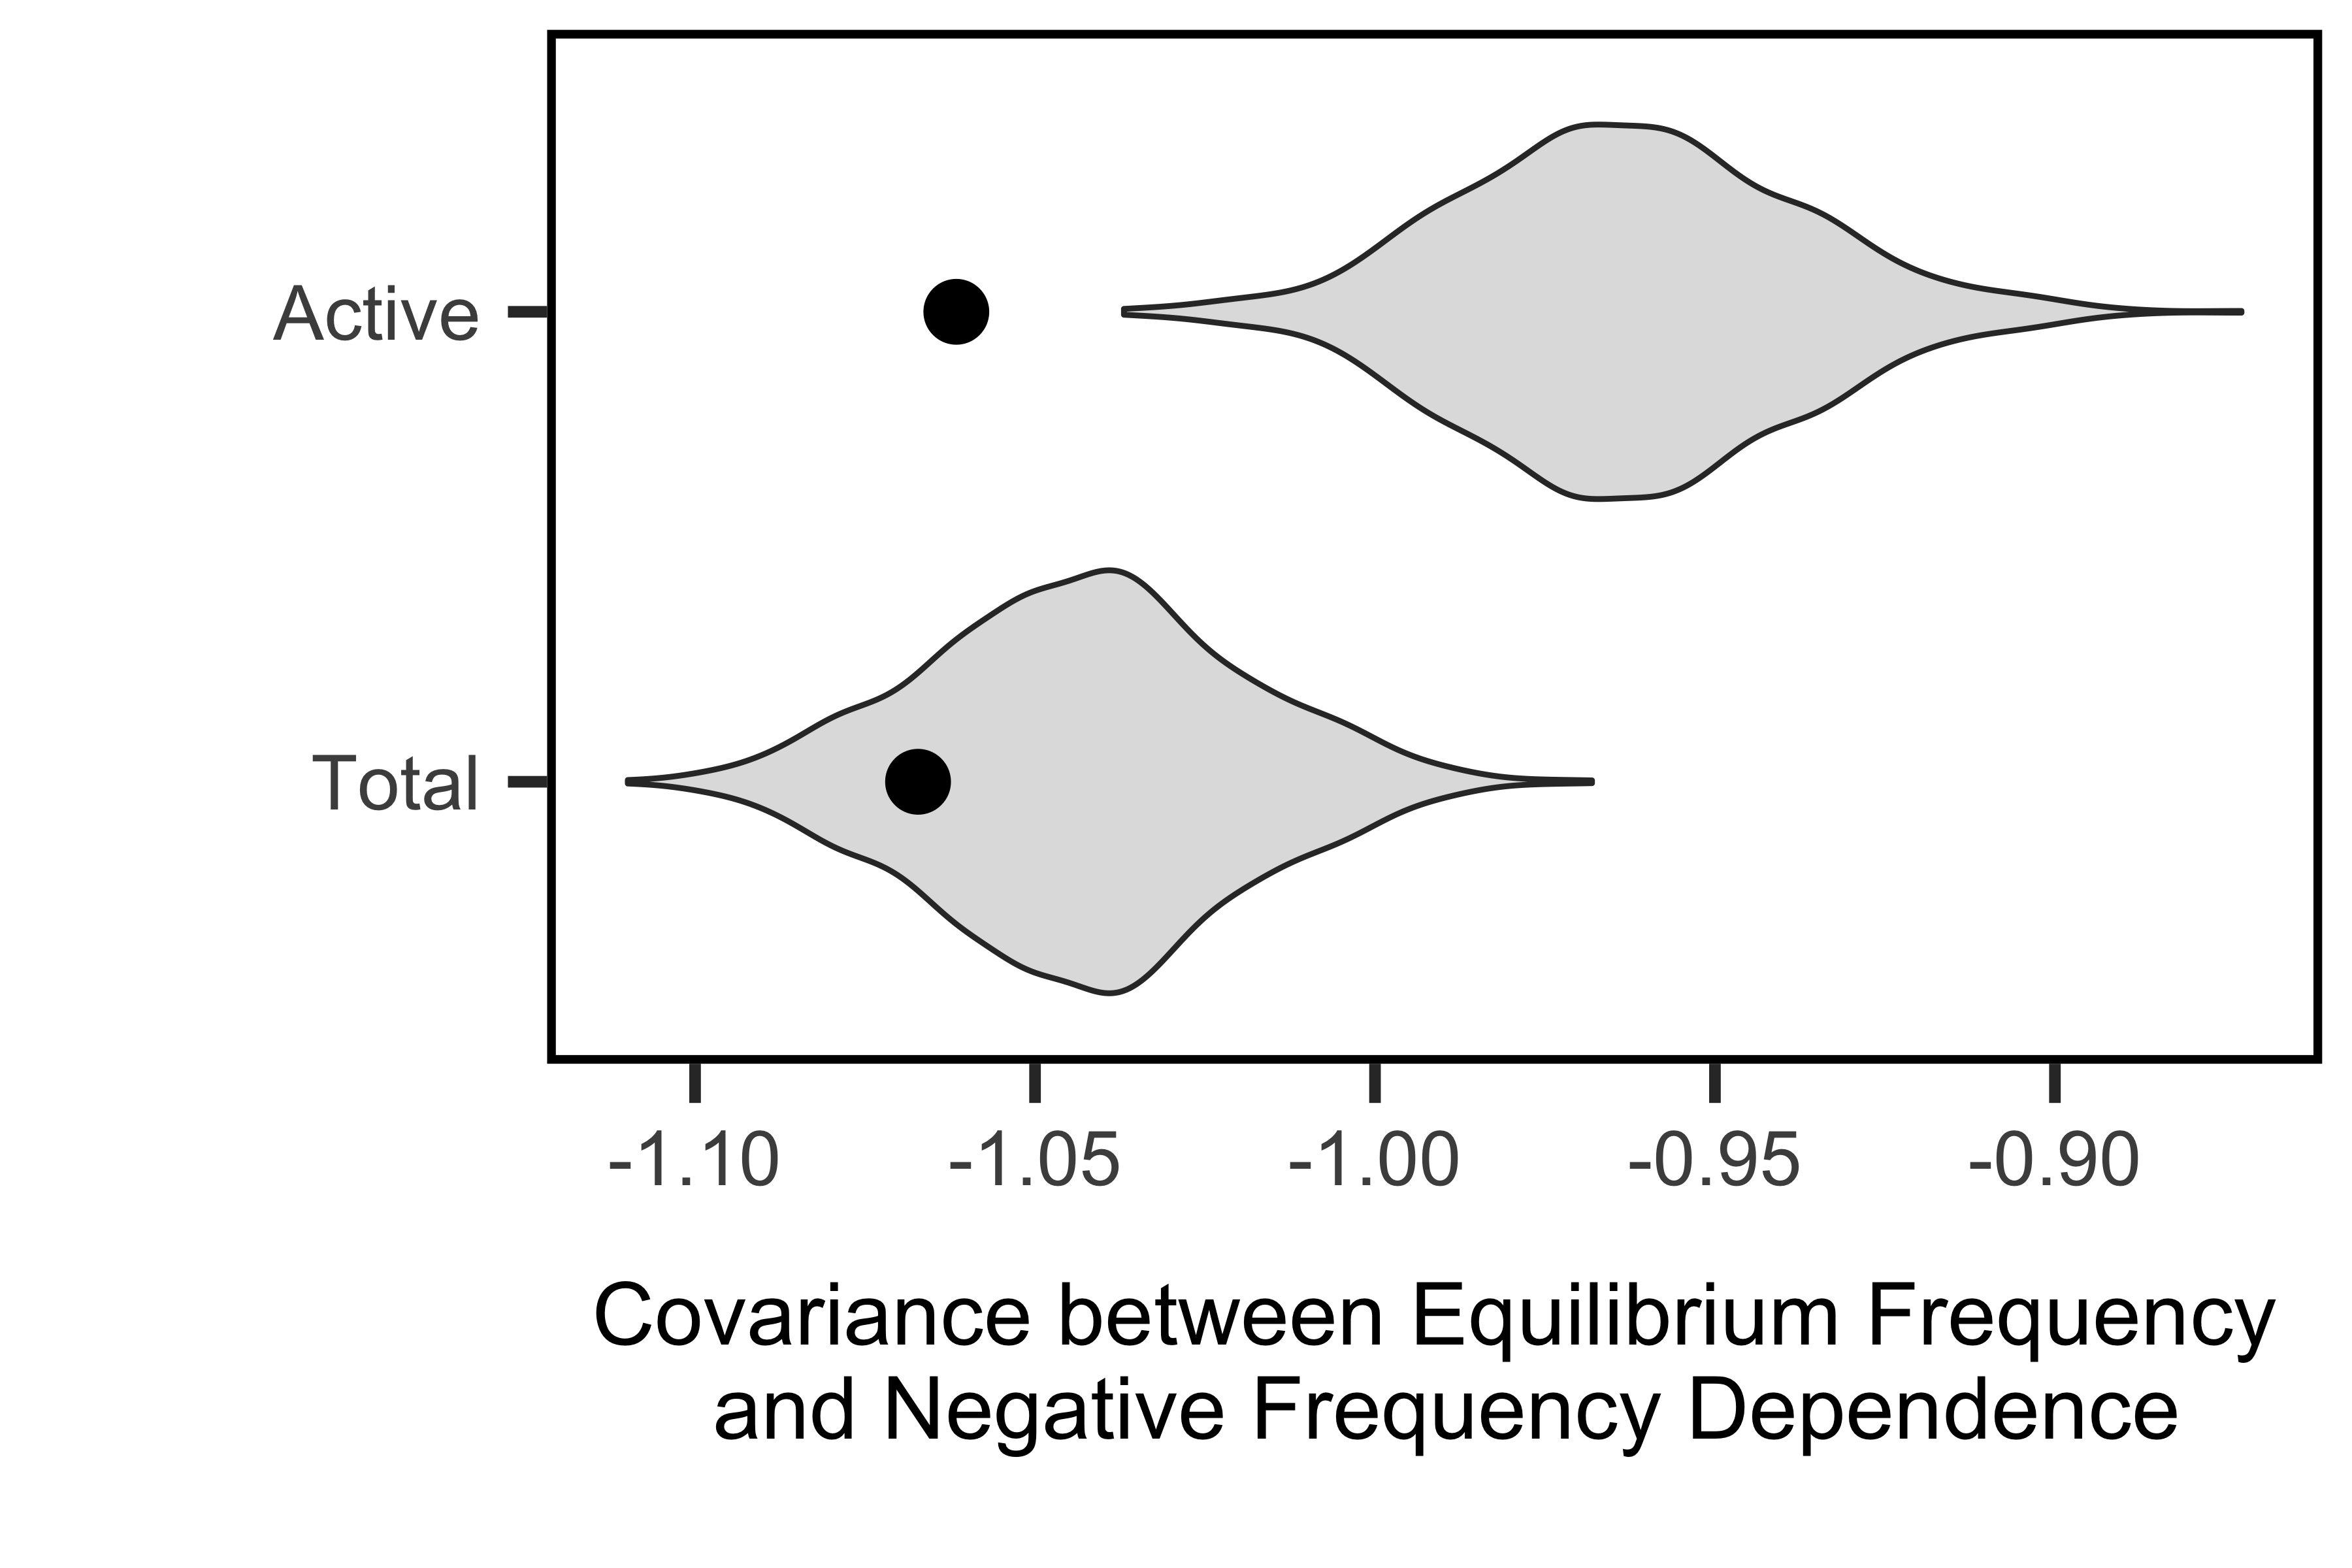 Active
Total
-1.10 -1.05 -1.00 -0.95 -0.90
Covariance between Equilibrium Frequency
and Negative Frequency Dependence